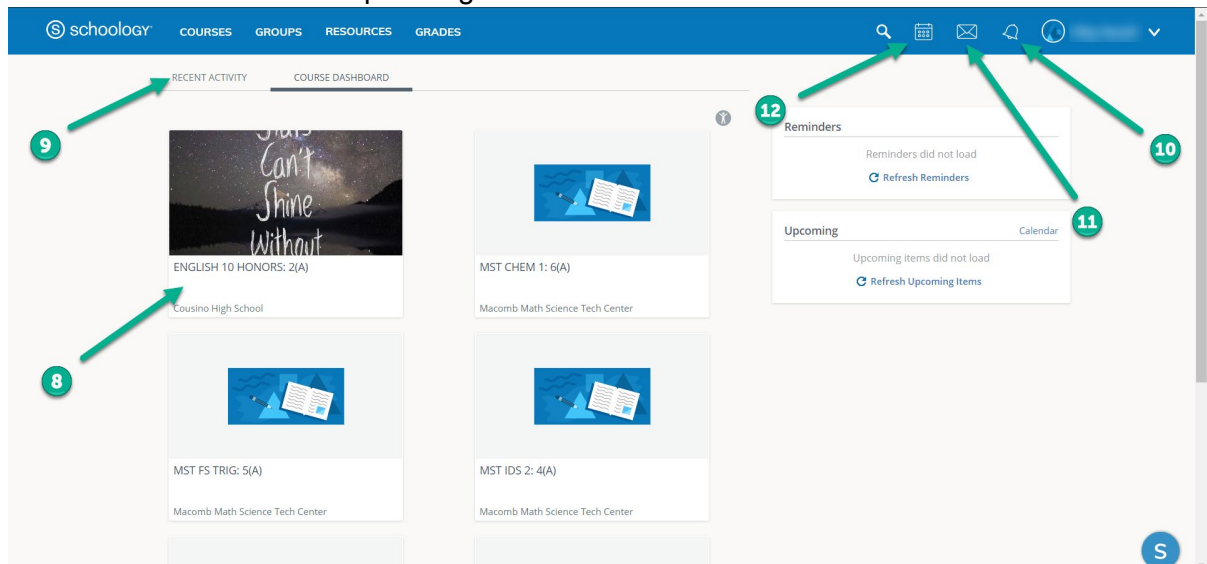 schoology
COURSES GROUPS RESOURCES GRADES
RECENT ACTIVITY COURSE DASHBOARD
12
9
10
11
8
Reminders
Reminders did not load
Refresh Reminders
Upcoming Calendar
Upcoming items did not load
Refresh Upcoming Items
Can't
Shine
Without
ENGLISH 10 HONORS: 2(A)
Cousino High School
MST CHEM 1: 6(A)
Macomb Math Science Tech Center
MST FS TRIG: 5(A)
Macomb Math Science Tech Center
MST IDS 2: 4(A)
Macomb Math Science Tech Center
S